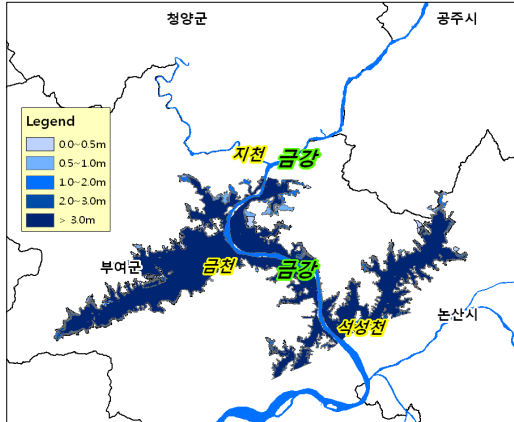 청양군
공주시
Legend
0.0~0.5m
0.5~1.0m
1.0~2.0m
2.0~3.0m
> 3.0m
지천
금강
부여군
금천
금강
석성천
논산시